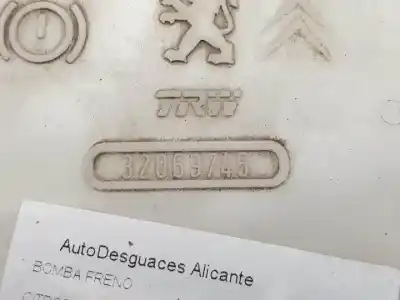 TRW
32069745
AutoDesguaces Alicante
BOMBA FRENO